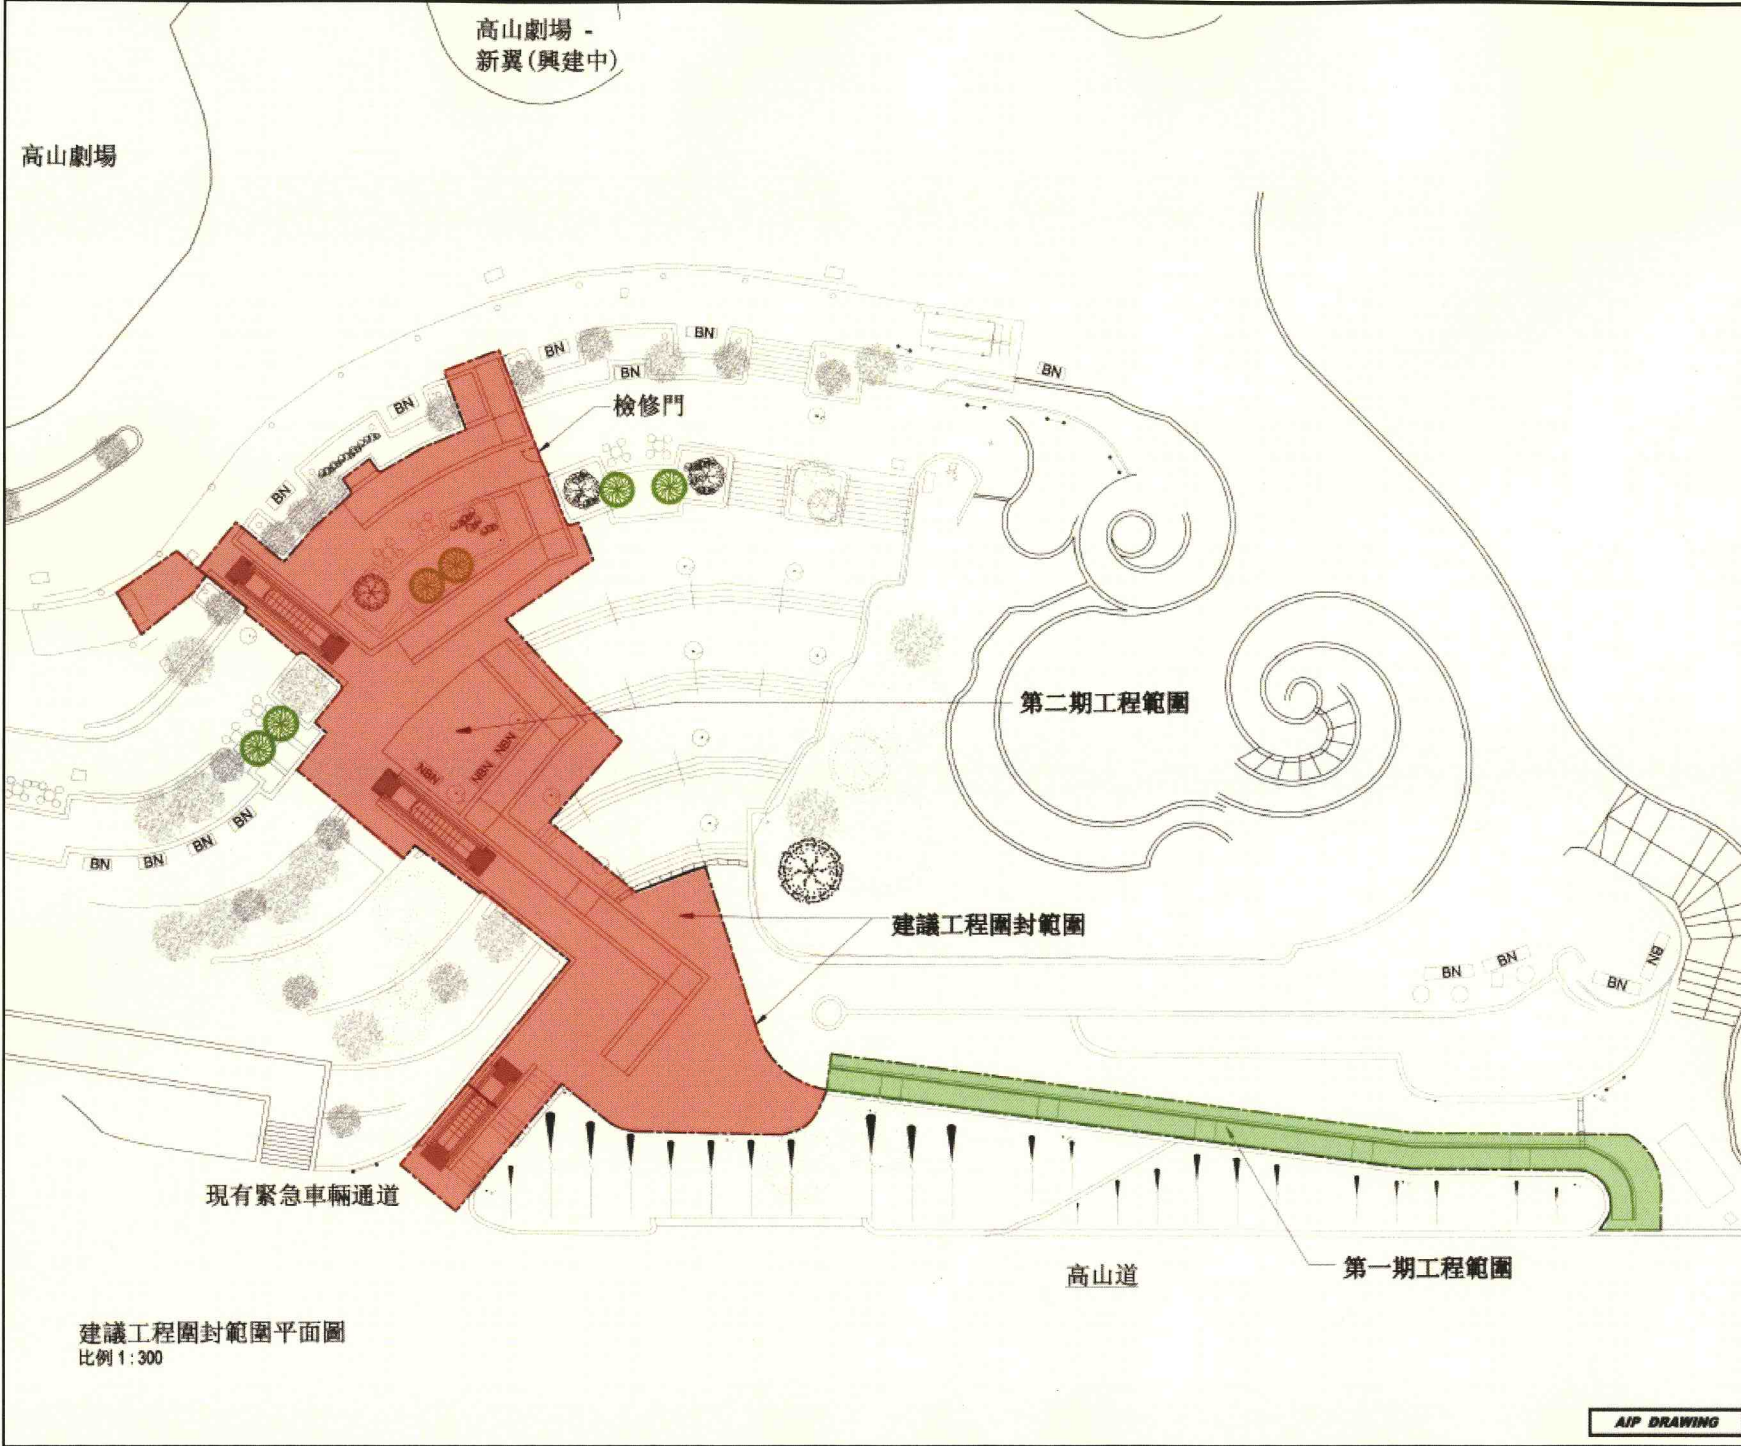 高山劇場 -
新翼(興建中)
高山劇場
BN
BN
BN
BN
BN
BN
檢修門
第二期工程範圍
NBN
NBN
NBN
BN
BN
BN
BN
建議工程圍封範圍
BN
BN
BN
BN
現有緊急車輛通道
高山道
第一期工程範圍
建議工程圍封範圍平面圖
比例 1 : 300
AIP DRAWING